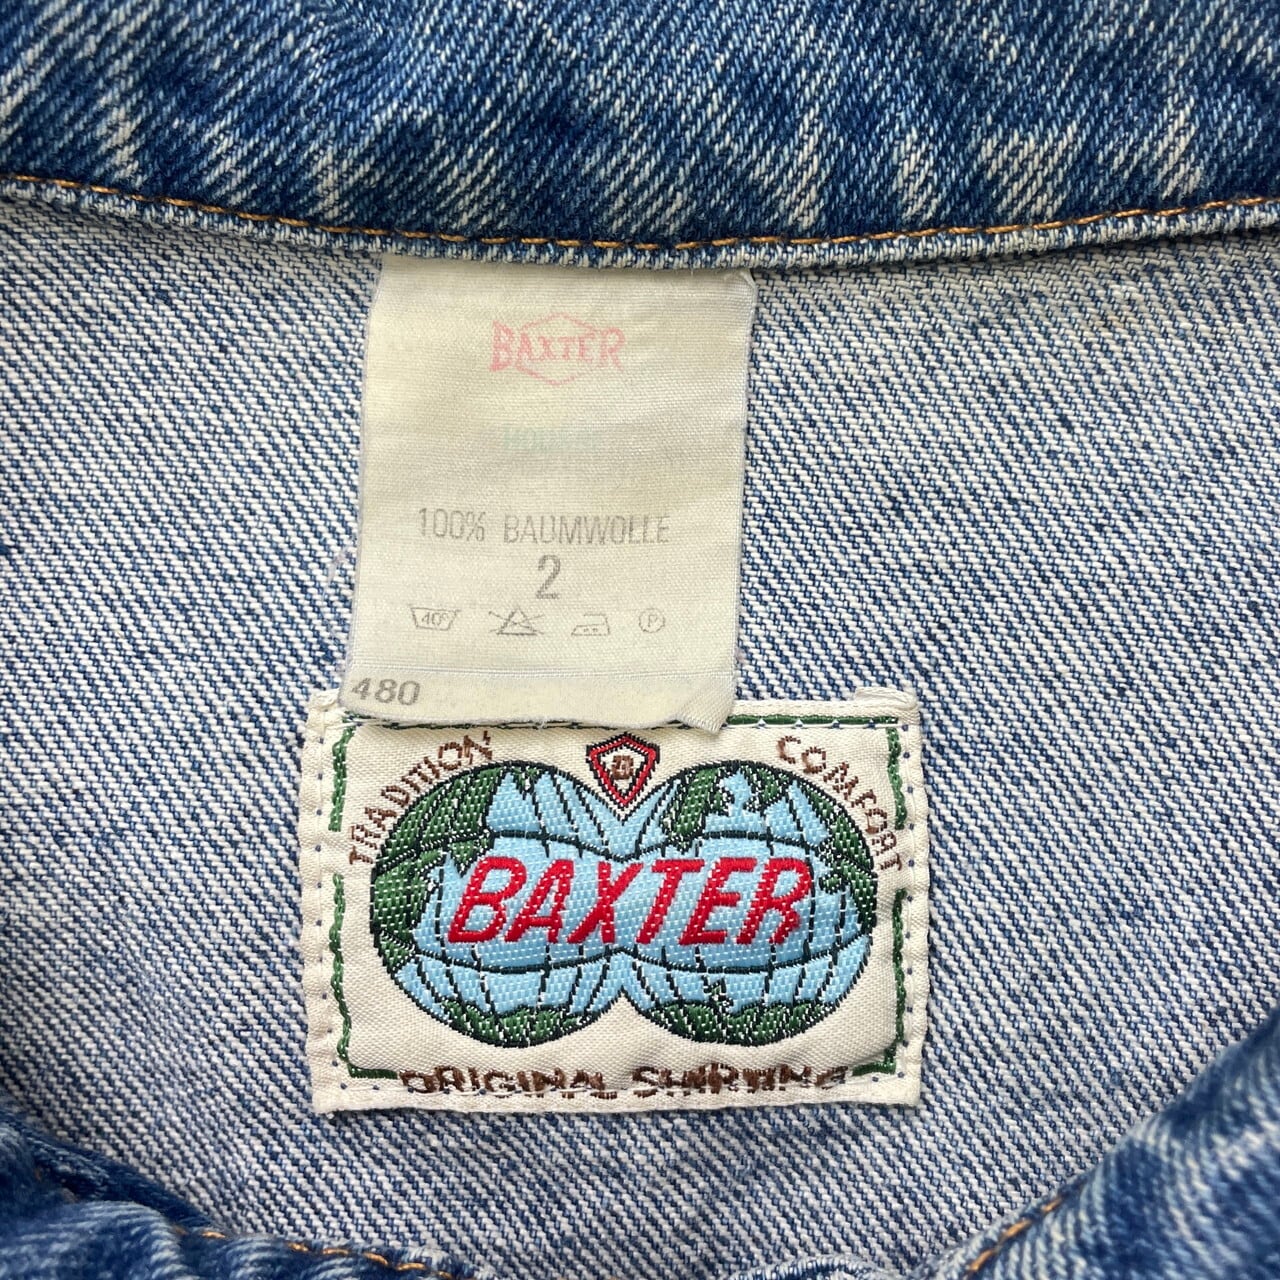 BAXTER
100% BAUMWOLLE
2
40°
P
480
TRADITION
B
COMFORT
BAXTER
ORIGINAL SHIRTING